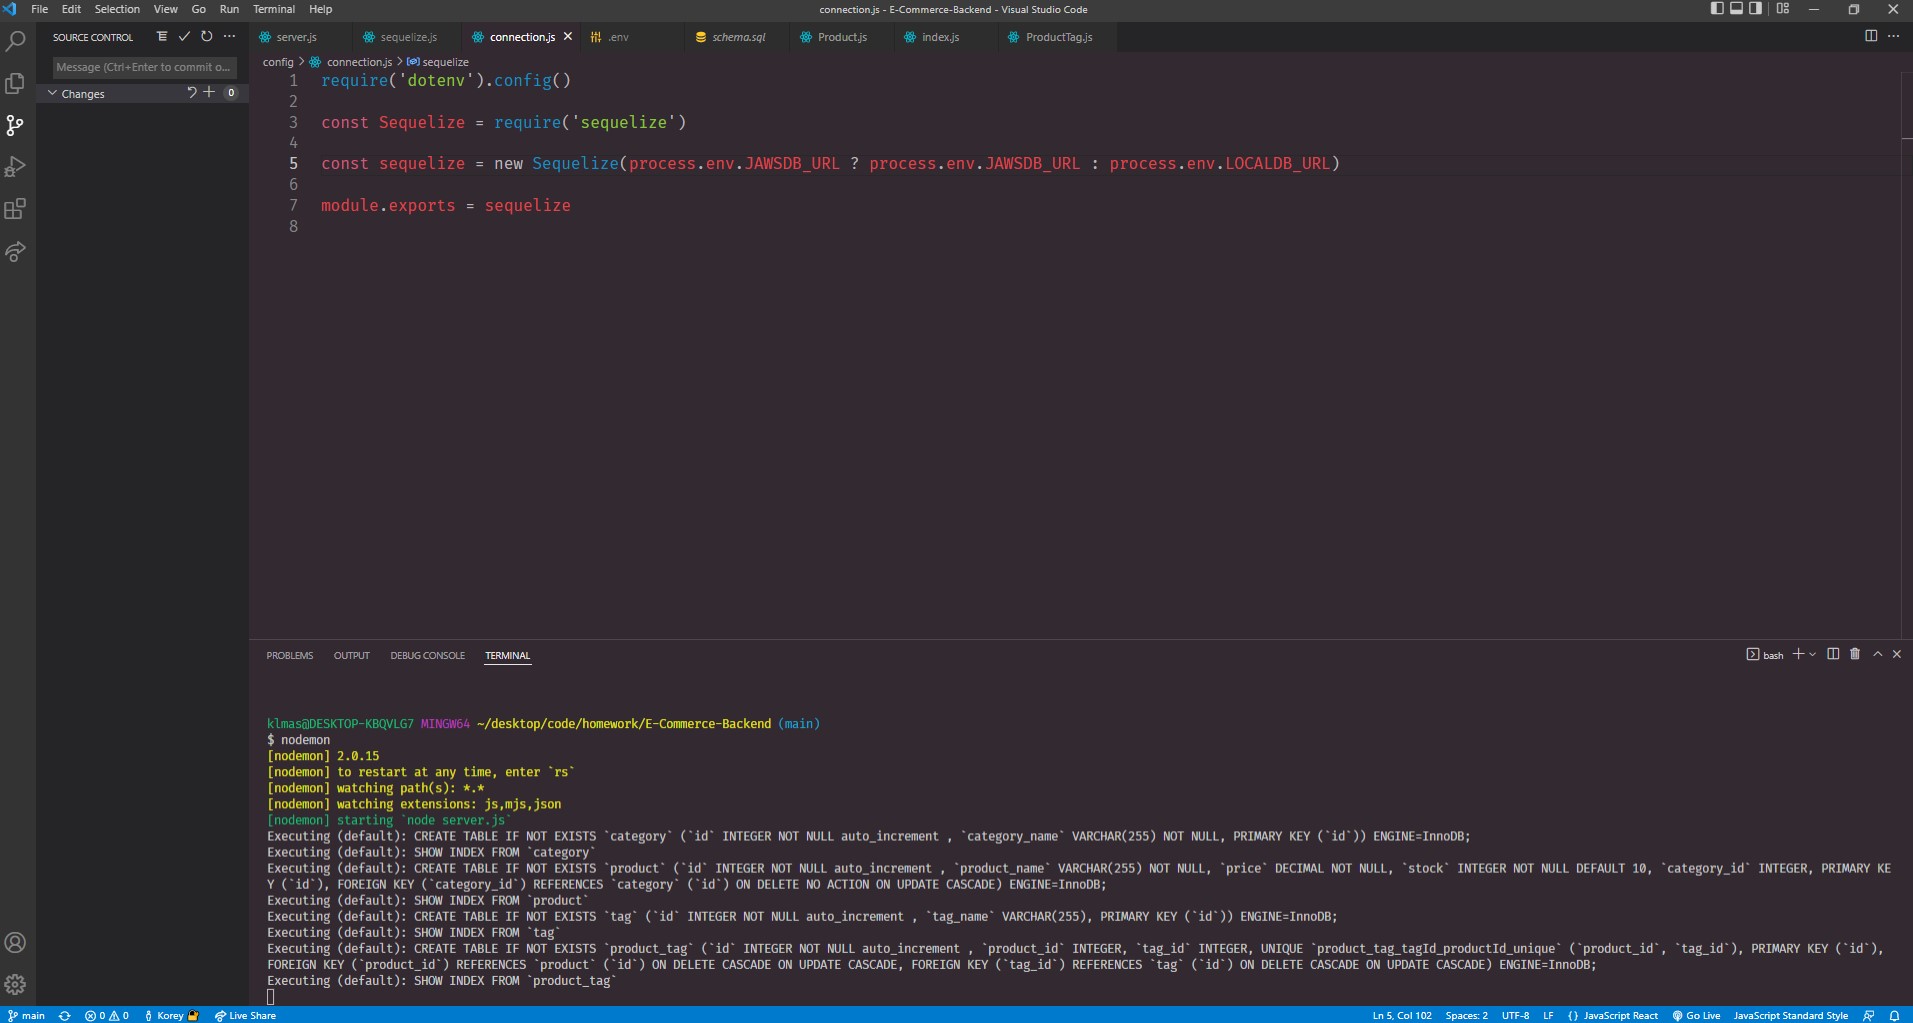 File Edit Selection View Go Run Terminal Help
connection.js - E-Commerce-Backend - Visual Studio Code
SOURCE CONTROL
Message (Ctrl+Enter to commit o...
Changes 0
server.js sequelize.js connection.js .env schema.sql Product.js index.js ProductTag.js
config > connection.js > sequelize
1 require('dotenv').config()
2
3 const Sequelize = require('sequelize')
4
5 const sequelize = new Sequelize(process.env.JAWSDB_URL ? process.env.JAWSDB_URL : process.env.LOCALDB_URL)
6
7 module.exports = sequelize
8
PROBLEMS OUTPUT DEBUG CONSOLE TERMINAL
bash
klmas@DESKTOP-KBQVLG7 MINGW64 ~/desktop/code/homework/E-Commerce-Backend (main)
$ nodemon
[nodemon] 2.0.15
[nodemon] to restart at any time, enter `rs`
[nodemon] watching path(s): *.*
[nodemon] watching extensions: js,mjs,json
[nodemon] starting `node server.js`
Executing (default): CREATE TABLE IF NOT EXISTS `category` (`id` INTEGER NOT NULL auto_increment , `category_name` VARCHAR(255) NOT NULL, PRIMARY KEY (`id`)) ENGINE=InnoDB;
Executing (default): SHOW INDEX FROM `category`
Executing (default): CREATE TABLE IF NOT EXISTS `product` (`id` INTEGER NOT NULL auto_increment , `product_name` VARCHAR(255) NOT NULL, `price` DECIMAL NOT NULL, `stock` INTEGER NOT NULL DEFAULT 10, `category_id` INTEGER, PRIMARY KE
Y (`id`), FOREIGN KEY (`category_id`) REFERENCES `category` (`id`) ON DELETE NO ACTION ON UPDATE CASCADE) ENGINE=InnoDB;
Executing (default): SHOW INDEX FROM `product`
Executing (default): CREATE TABLE IF NOT EXISTS `tag` (`id` INTEGER NOT NULL auto_increment , `tag_name` VARCHAR(255), PRIMARY KEY (`id`)) ENGINE=InnoDB;
Executing (default): SHOW INDEX FROM `tag`
Executing (default): CREATE TABLE IF NOT EXISTS `product_tag` (`id` INTEGER NOT NULL auto_increment , `product_id` INTEGER, `tag_id` INTEGER, UNIQUE `product_tag_tagId_productId_unique` (`product_id`, `tag_id`), PRIMARY KEY (`id`),
FOREIGN KEY (`product_id`) REFERENCES `product` (`id`) ON DELETE CASCADE ON UPDATE CASCADE, FOREIGN KEY (`tag_id`) REFERENCES `tag` (`id`) ON DELETE CASCADE ON UPDATE CASCADE) ENGINE=InnoDB;
Executing (default): SHOW INDEX FROM `product_tag`
main 0 0 Korey Live Share
Ln 5, Col 102 Spaces: 2 UTF-8 LF {} JavaScript React Go Live JavaScript Standard Style